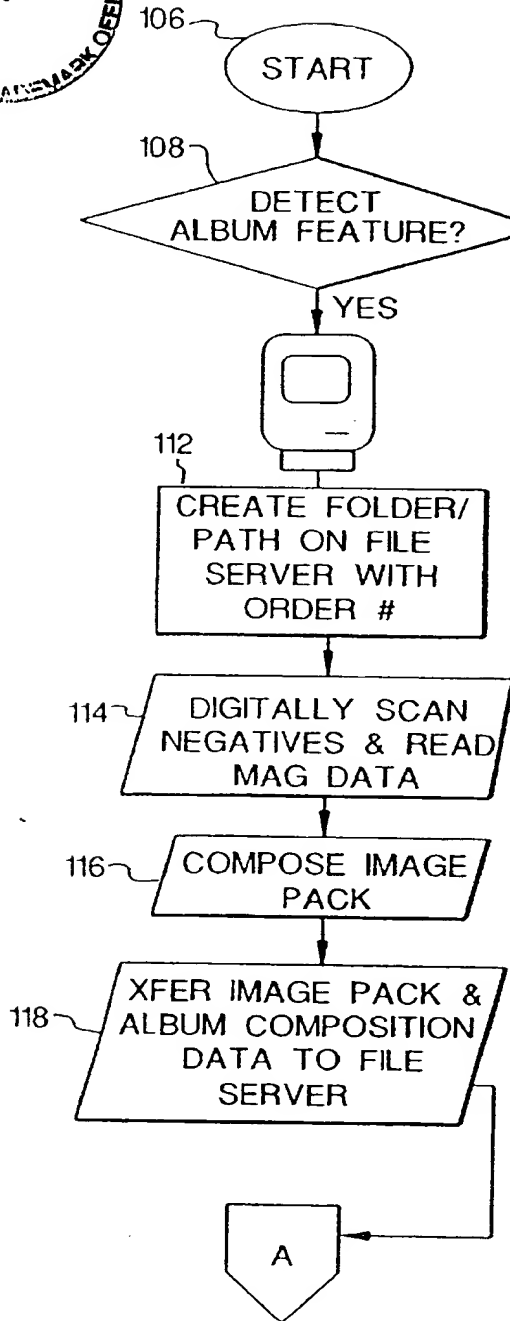 106
START
108
DETECT
ALBUM FEATURE?
YES
112
CREATE FOLDER/
PATH ON FILE
SERVER WITH
ORDER #
114
DIGITALLY SCAN
NEGATIVES & READ
MAG DATA
116
COMPOSE IMAGE
PACK
118
XFER IMAGE PACK &
ALBUM COMPOSITION
DATA TO FILE
SERVER
A